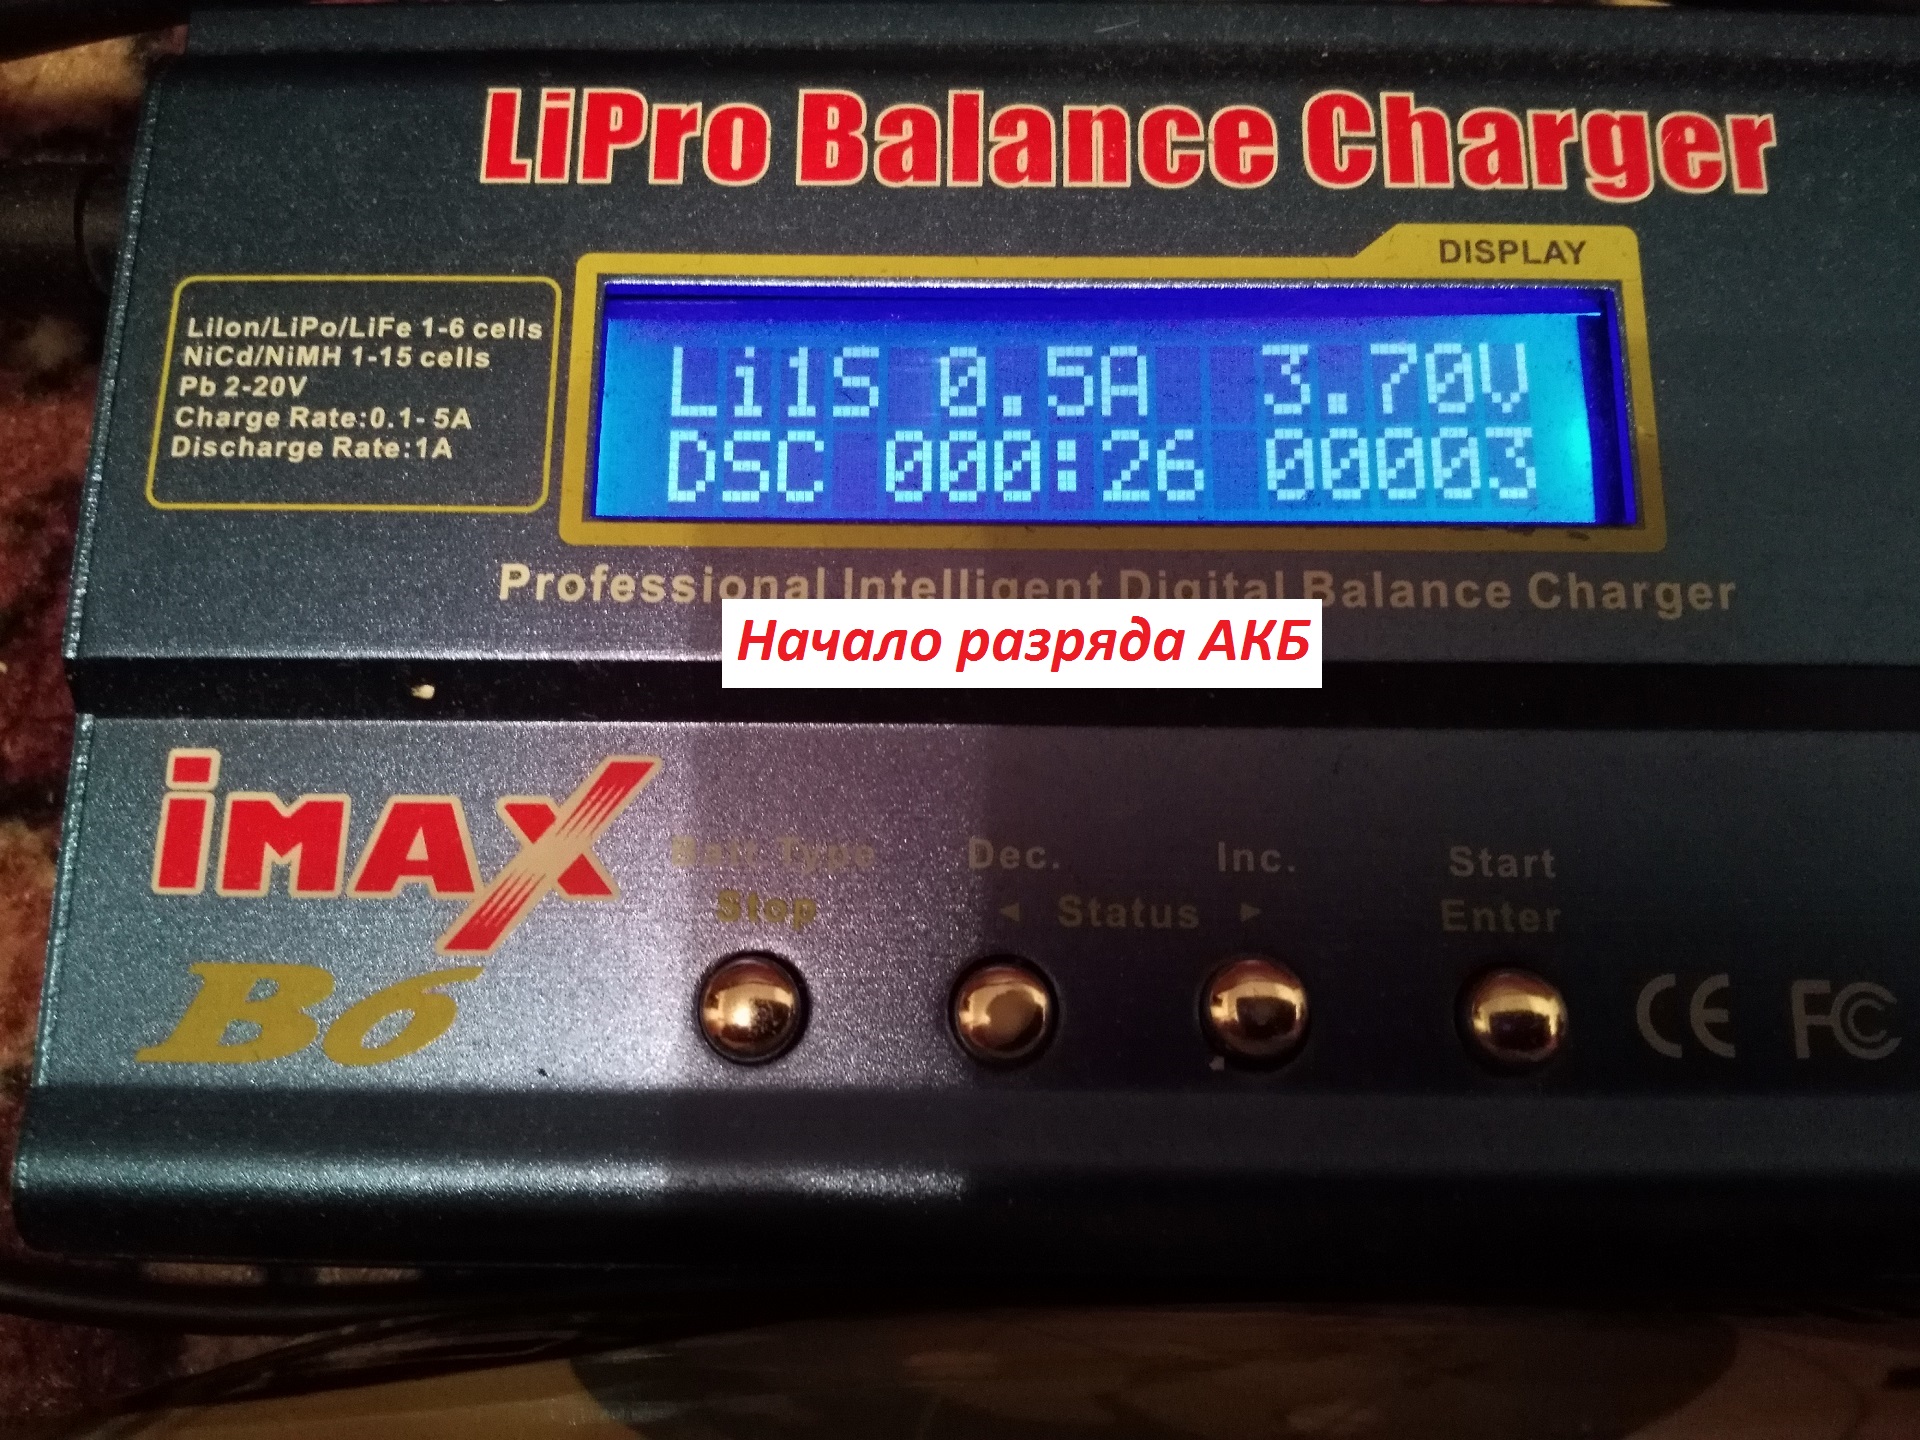 LiPro Balance Charger
DISPLAY
LiIon/LiPo/LiFe 1-6 cells
NiCd/NiMH 1-15 cells
Pb 2-20V
Charge Rate:0.1- 5A
Discharge Rate:1A
Li1S 0.5A 3.70V
DSC 000:26 00003
Professional Intelligent Digital Balance Charger
Начало разряда АКБ
iMAX
B6
Batt Type
Stop
Dec.
Inc.
◄ Status ►
Start
Enter
CE FC